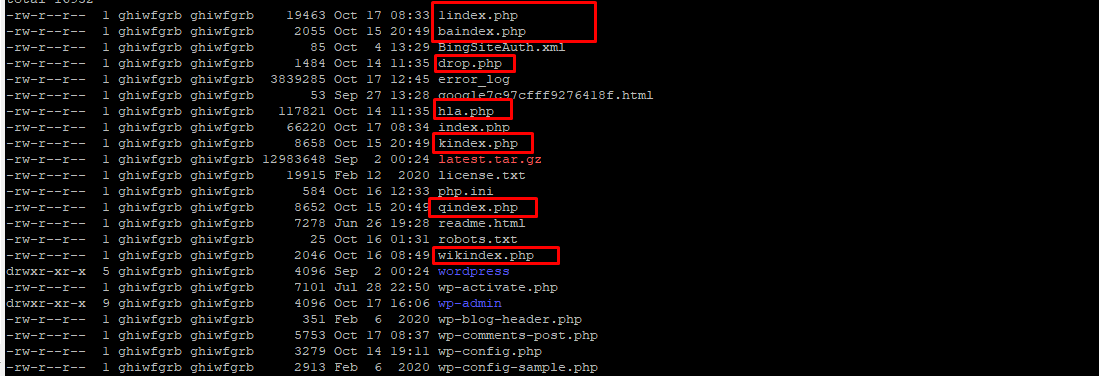 total 16952
-rw-r--r-- 1 ghiwfgrb ghiwfgrb 19463 Oct 17 08:33 lindex.php
-rw-r--r-- 1 ghiwfgrb ghiwfgrb 2055 Oct 15 20:49 baindex.php
-rw-r--r-- 1 ghiwfgrb ghiwfgrb 85 Oct 4 13:29 BingSiteAuth.xml
-rw-r--r-- 1 ghiwfgrb ghiwfgrb 1484 Oct 14 11:35 drop.php
-rw-r--r-- 1 ghiwfgrb ghiwfgrb 3839285 Oct 17 12:45 error_log
-rw-r--r-- 1 ghiwfgrb ghiwfgrb 53 Sep 27 13:28 google7c97cfff9276418f.html
-rw-r--r-- 1 ghiwfgrb ghiwfgrb 117821 Oct 14 11:35 hla.php
-rw-r--r-- 1 ghiwfgrb ghiwfgrb 66220 Oct 17 08:34 index.php
-rw-r--r-- 1 ghiwfgrb ghiwfgrb 8658 Oct 15 20:49 kindex.php
-rw-r--r-- 1 ghiwfgrb ghiwfgrb 12983648 Sep 2 00:24 latest.tar.gz
-rw-r--r-- 1 ghiwfgrb ghiwfgrb 19915 Feb 12 2020 license.txt
-rw-r--r-- 1 ghiwfgrb ghiwfgrb 584 Oct 16 12:33 php.ini
-rw-r--r-- 1 ghiwfgrb ghiwfgrb 8652 Oct 15 20:49 qindex.php
-rw-r--r-- 1 ghiwfgrb ghiwfgrb 7278 Jun 26 19:28 readme.html
-rw-r--r-- 1 ghiwfgrb ghiwfgrb 25 Oct 16 01:31 robots.txt
-rw-r--r-- 1 ghiwfgrb ghiwfgrb 2046 Oct 16 08:49 wikindex.php
drwxr-xr-x 5 ghiwfgrb ghiwfgrb 4096 Sep 2 00:24 wordpress
-rw-r--r-- 1 ghiwfgrb ghiwfgrb 7101 Jul 28 22:50 wp-activate.php
drwxr-xr-x 9 ghiwfgrb ghiwfgrb 4096 Oct 17 16:06 wp-admin
-rw-r--r-- 1 ghiwfgrb ghiwfgrb 351 Feb 6 2020 wp-blog-header.php
-rw-r--r-- 1 ghiwfgrb ghiwfgrb 5753 Oct 17 08:37 wp-comments-post.php
-rw-r--r-- 1 ghiwfgrb ghiwfgrb 3279 Oct 14 19:11 wp-config.php
-rw-r--r-- 1 ghiwfgrb ghiwfgrb 2913 Feb 6 2020 wp-config-sample.php